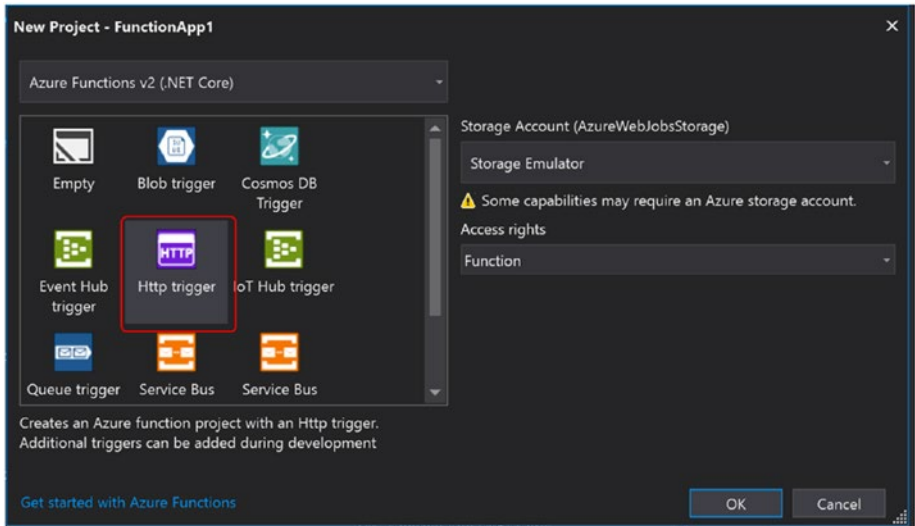 New Project - FunctionApp1
Azure Functions v2 (.NET Core)
Empty
Blob trigger
Cosmos DB
Trigger
Event Hub
trigger
HTTP
Http trigger
IoT Hub trigger
Queue trigger
Service Bus
Service Bus
Creates an Azure function project with an Http trigger.
Additional triggers can be added during development
Storage Account (AzureWebJobsStorage)
Storage Emulator
Some capabilities may require an Azure storage account.
Access rights
Function
Get started with Azure Functions
OK
Cancel